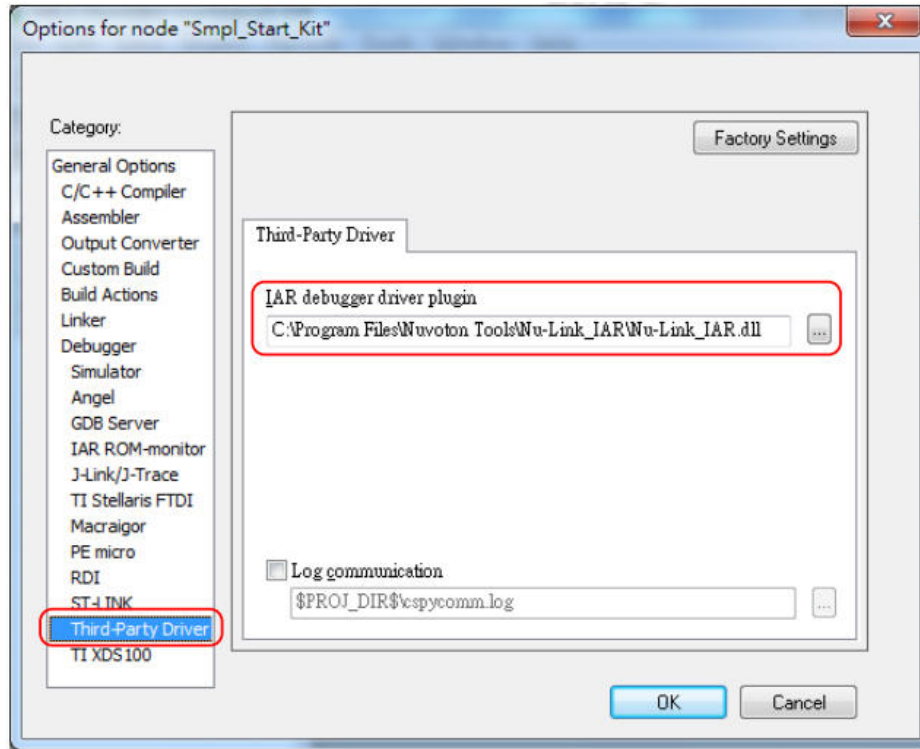 Options for node "Smpl_Start_Kit"
Category:
Factory Settings
General Options
C/C++ Compiler
Assembler
Output Converter
Custom Build
Build Actions
Linker
Debugger
Simulator
Angel
GDB Server
IAR ROM-monitor
J-Link/J-Trace
TI Stellaris FTDI
Macraigor
PE micro
RDI
ST-LINK
Third-Party Driver
TI XDS100
Third-Party Driver
IAR debugger driver plugin
C:\Program Files\Nuvoton Tools\Nu-Link_IAR\Nu-Link_IAR.dll
...
Log communication
$PROJ_DIR$\cspycomm.log
...
OK
Cancel